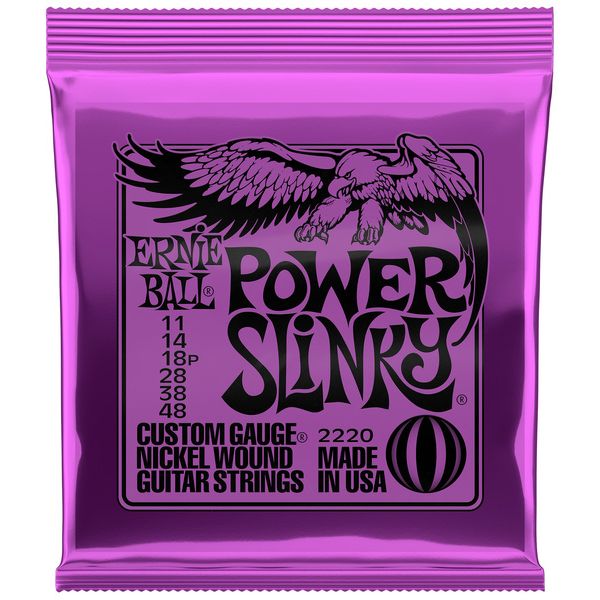 ERNIE
BALL®
POWER
SLINKY®
11
14
18P
28
38
48
CUSTOM GAUGE® 2220
NICKEL WOUND MADE
GUITAR STRINGS IN USA